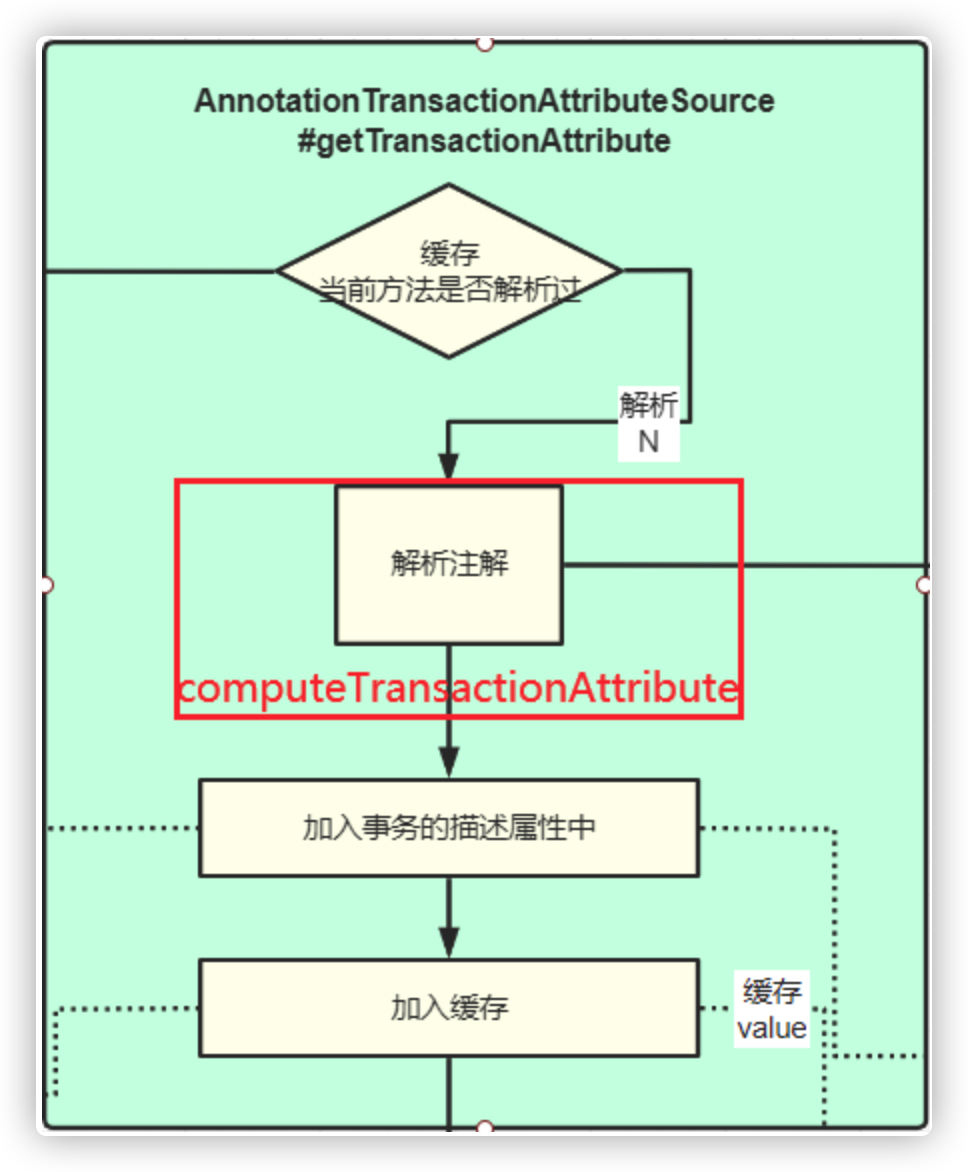 AnnotationTransactionAttributeSource
#getTransactionAttribute
缓存
当前方法是否解析过
解析
N
解析注解
computeTransactionAttribute
加入事务的描述属性中
加入缓存
缓存
value